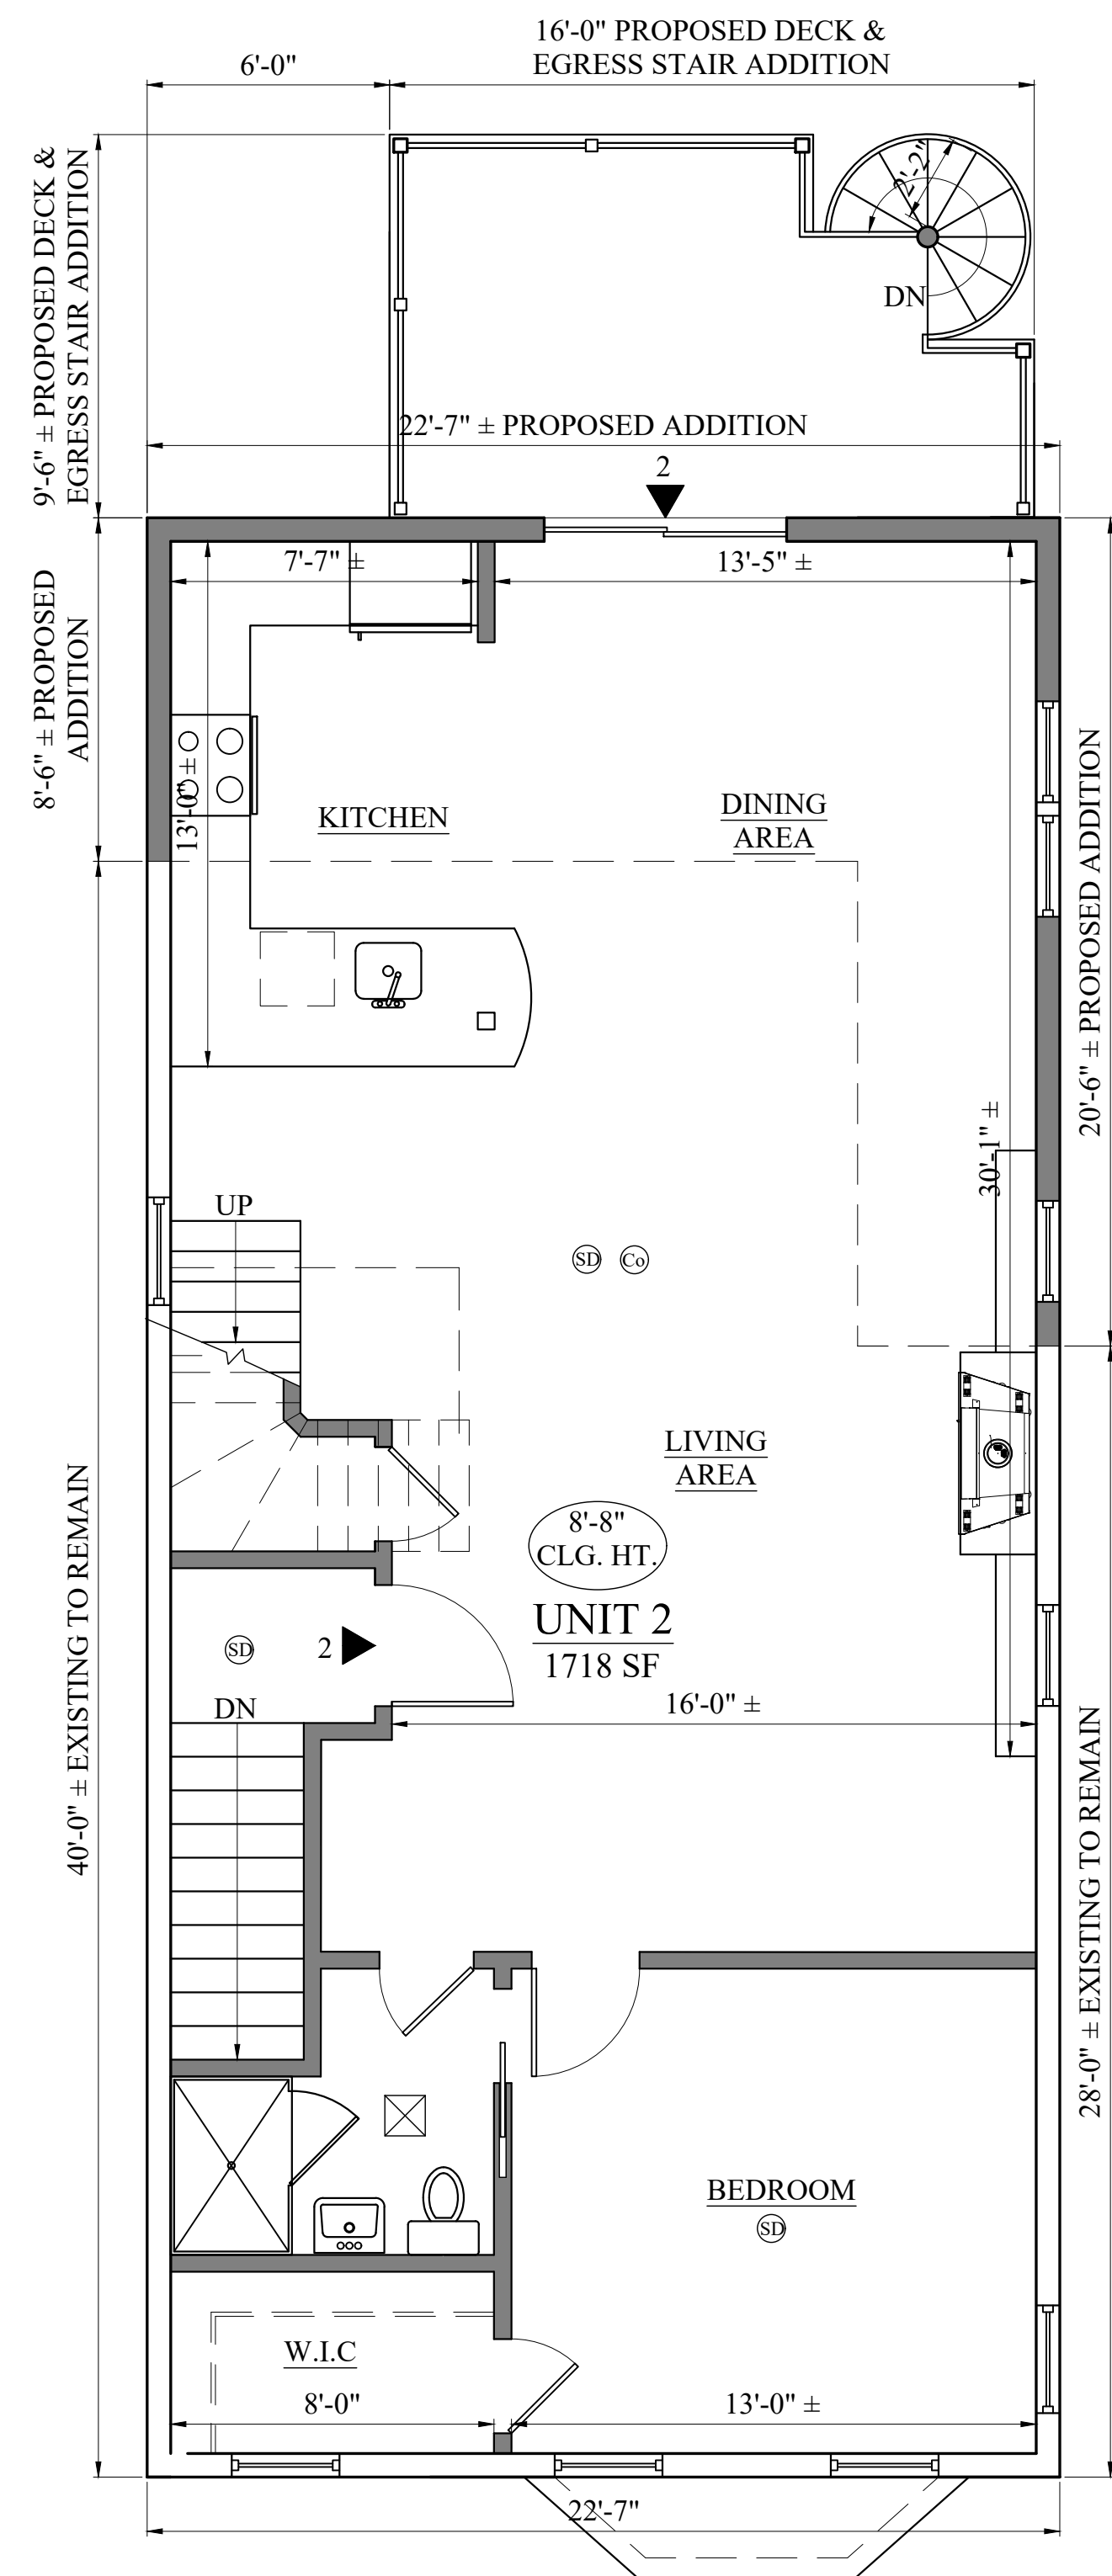 16'-0" PROPOSED DECK &
EGRESS STAIR ADDITION
6'-0"
9'-6" ± PROPOSED DECK &
EGRESS STAIR ADDITION
2'-2"
DN
22'-7" ± PROPOSED ADDITION
2
7'-7" ±
13'-5" ±
8'-6" ± PROPOSED
ADDITION
13'-0" ±
KITCHEN
DINING
AREA
20'-6" ± PROPOSED ADDITION
30'-1" ±
UP
SD
Co
LIVING
AREA
8'-8"
CLG. HT.
UNIT 2
1718 SF
40'-0" ± EXISTING TO REMAIN
SD
2
DN
16'-0" ±
28'-0" ± EXISTING TO REMAIN
BEDROOM
SD
W.I.C
8'-0"
13'-0" ±
22'-7"